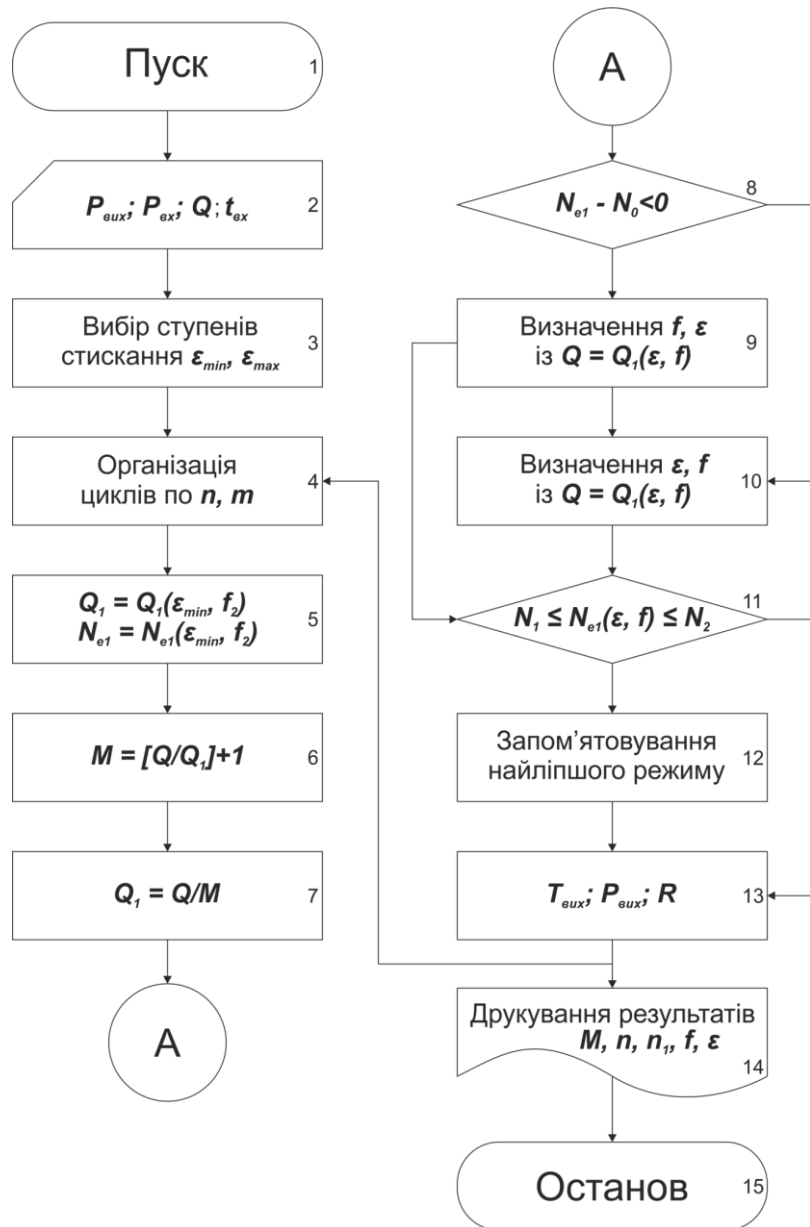 Пуск
1
P_вих; P_вх; Q; t_вх
2
Вибір ступенів
стискання ε_min, ε_max
3
Організація
циклів по n, m
4
Q_1 = Q_1(ε_min, f_2)
N_e1 = N_e1(ε_min, f_2)
5
M = [Q/Q_1]+1
6
Q_1 = Q/M
7
А
А
8
N_e1 - N_0<0
Визначення f, ε
із Q = Q_1(ε, f)
9
Визначення ε, f
із Q = Q_1(ε, f)
10
11
N_1 ≤ N_e1(ε, f) ≤ N_2
Запом’ятовування
найліпшого режиму
12
T_вих; P_вих; R
13
Друкування результатів
M, n, n_1, f, ε
14
Останов
15